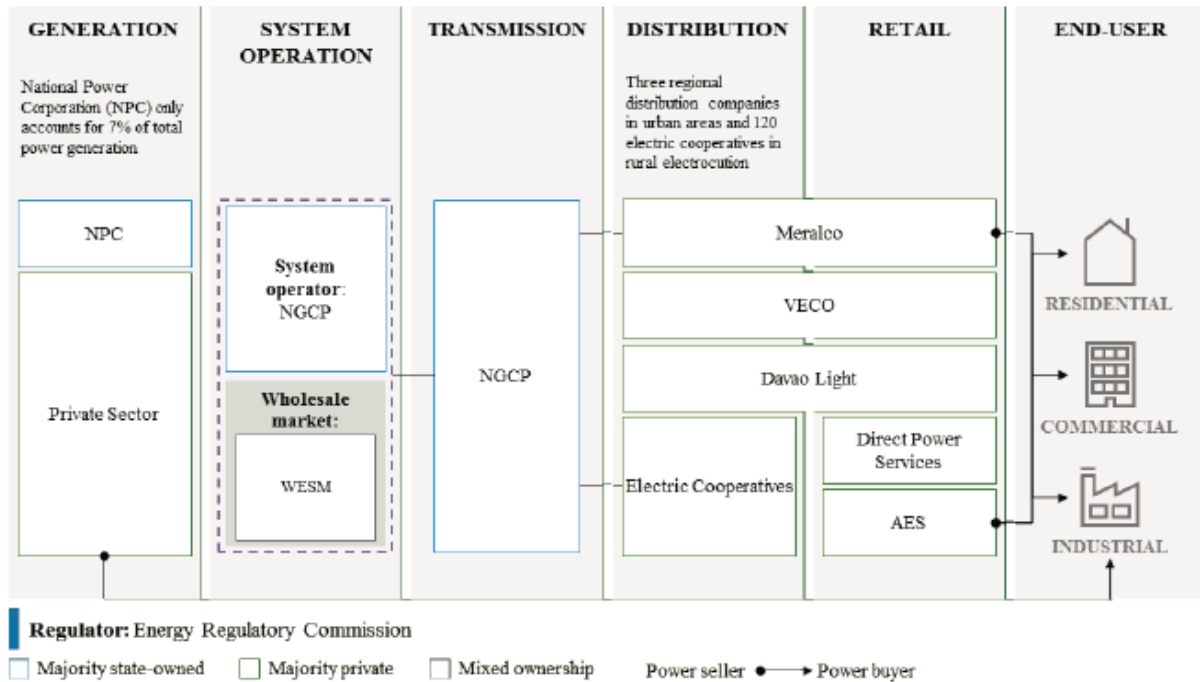 GENERATION
SYSTEM
OPERATION
TRANSMISSION
DISTRIBUTION
RETAIL
END-USER
National Power
Corporation (NPC) only
accounts for 7% of total
power generation
Three regional
distribution companies
in urban areas and 120
electric cooperatives in
rural electrocution
NPC
Private Sector
System
operator:
NGCP
Wholesale
market:
WESM
NGCP
Meralco
VECO
Davao Light
Electric Cooperatives
Direct Power
Services
AES
RESIDENTIAL
COMMERCIAL
INDUSTRIAL
Regulator: Energy Regulatory Commission
Majority state-owned
Majority private
Mixed ownership
Power seller
Power buyer